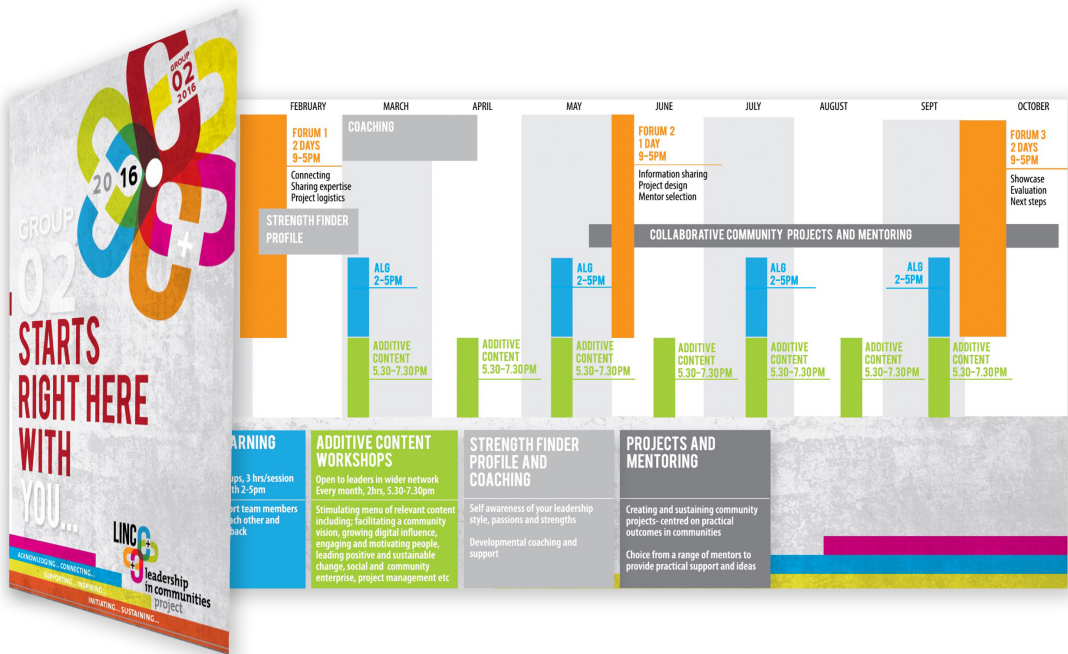 GROUP
02
2016
20 16
GROUP
02
STARTS
RIGHT HERE
WITH
YOU...
LINC
leadership
in communities
project
ACKNOWLEDGING... CONNECTING...
SUPPORTING... INSPIRING...
INITIATING... SUSTAINING...
FEBRUARY MARCH APRIL MAY JUNE JULY AUGUST SEPT OCTOBER
FORUM 1
2 DAYS
9-5PM
Connecting
Sharing expertise
Project logistics
COACHING
STRENGTH FINDER
PROFILE
FORUM 2
1 DAY
9-5PM
Information sharing
Project design
Mentor selection
FORUM 3
2 DAYS
9-5PM
Showcase
Evaluation
Next steps
COLLABORATIVE COMMUNITY PROJECTS AND MENTORING
ALG
2-5PM
ALG
2-5PM
ALG
2-5PM
ALG
2-5PM
ADDITIVE
CONTENT
5.30-7.30PM
ADDITIVE
CONTENT
5.30-7.30PM
ADDITIVE
CONTENT
5.30-7.30PM
ADDITIVE
CONTENT
5.30-7.30PM
ADDITIVE
CONTENT
5.30-7.30PM
ADDITIVE
CONTENT
5.30-7.30PM
ADDITIVE
CONTENT
5.30-7.30PM
ARNING
ups, 3 hrs/session
th 2-5pm
ort team members
ach other and
back
ADDITIVE CONTENT
WORKSHOPS
Open to leaders in wider network
Every month, 2hrs, 5.30-7.30pm
Stimulating menu of relevant content
including; facilitating a community
vision, growing digital influence,
engaging and motivating people,
leading positive and sustainable
change, social and community
enterprise, project management etc
STRENGTH FINDER
PROFILE AND
COACHING
Self awareness of your leadership
style, passions and strengths
Developmental coaching and
support
PROJECTS AND
MENTORING
Creating and sustaining community
projects- centred on practical
outcomes in communities
Choice from a range of mentors to
provide practical support and ideas